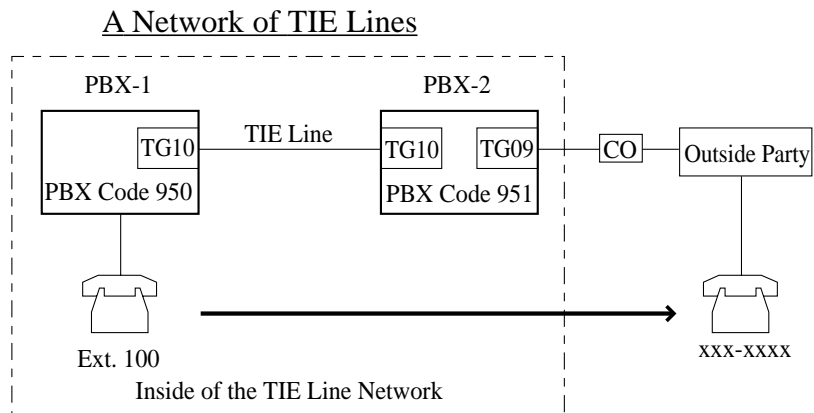 A Network of TIE Lines
PBX-1
PBX-2
TIE Line
TG10
TG10
TG09
CO
Outside Party
PBX Code 950
PBX Code 951
Ext. 100
xxx-xxxx
Inside of the TIE Line Network